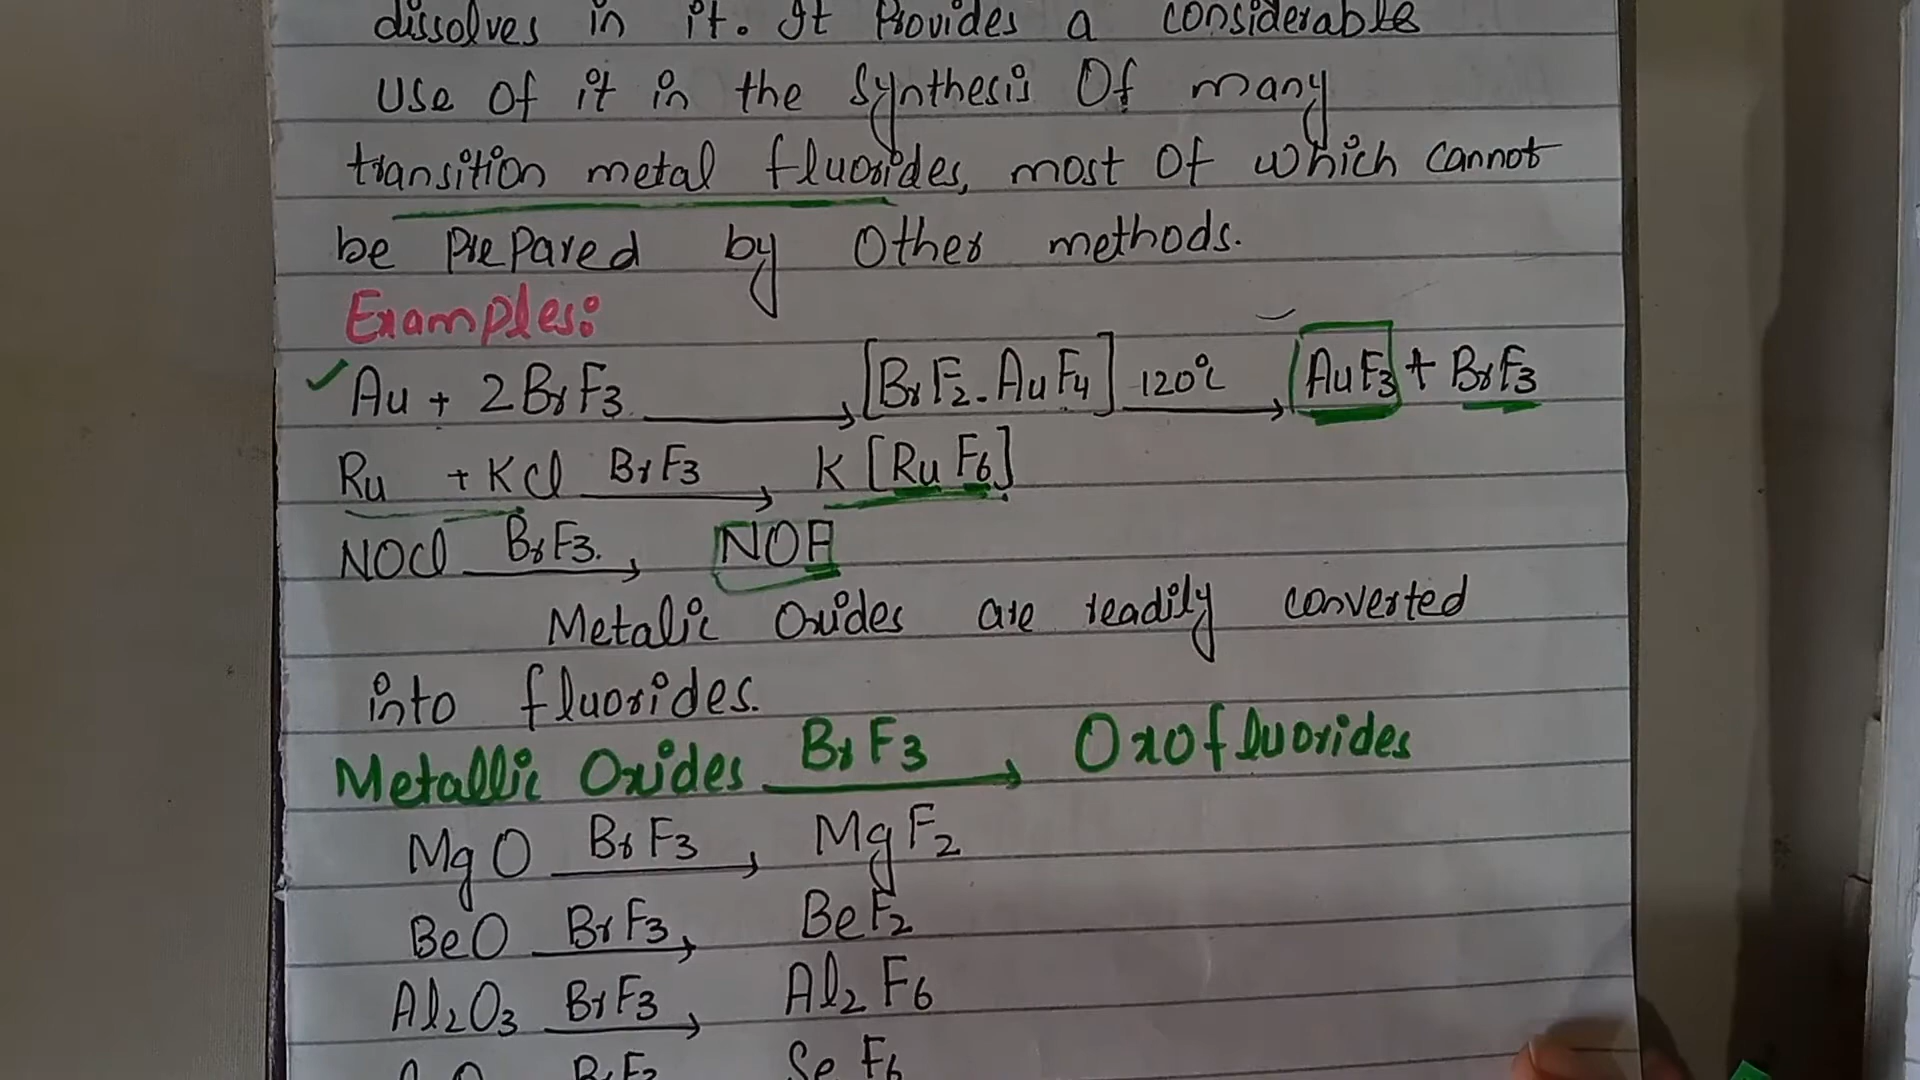 dissolves in it. It Provides a considerable
Use Of it in the Synthesis Of many
transition metal fluorides, most Of which cannot
be prepared by Other methods.
Examples:
✓ Au + 2BrF3 → [BrF2-AuF4] 120°C → AuF3 + BrF3
Ru + KCl BrF3 → K [RuF6]
NOCl BrF3. → NOF
Metalic Oxides are readily converted
into fluorides.
Metallic Oxides BrF3 → Oxofluorides
MgO BrF3 → MgF2
BeO BrF3 → BeF2
Al2O3 BrF3 → Al2F6
BrF3 SeF6